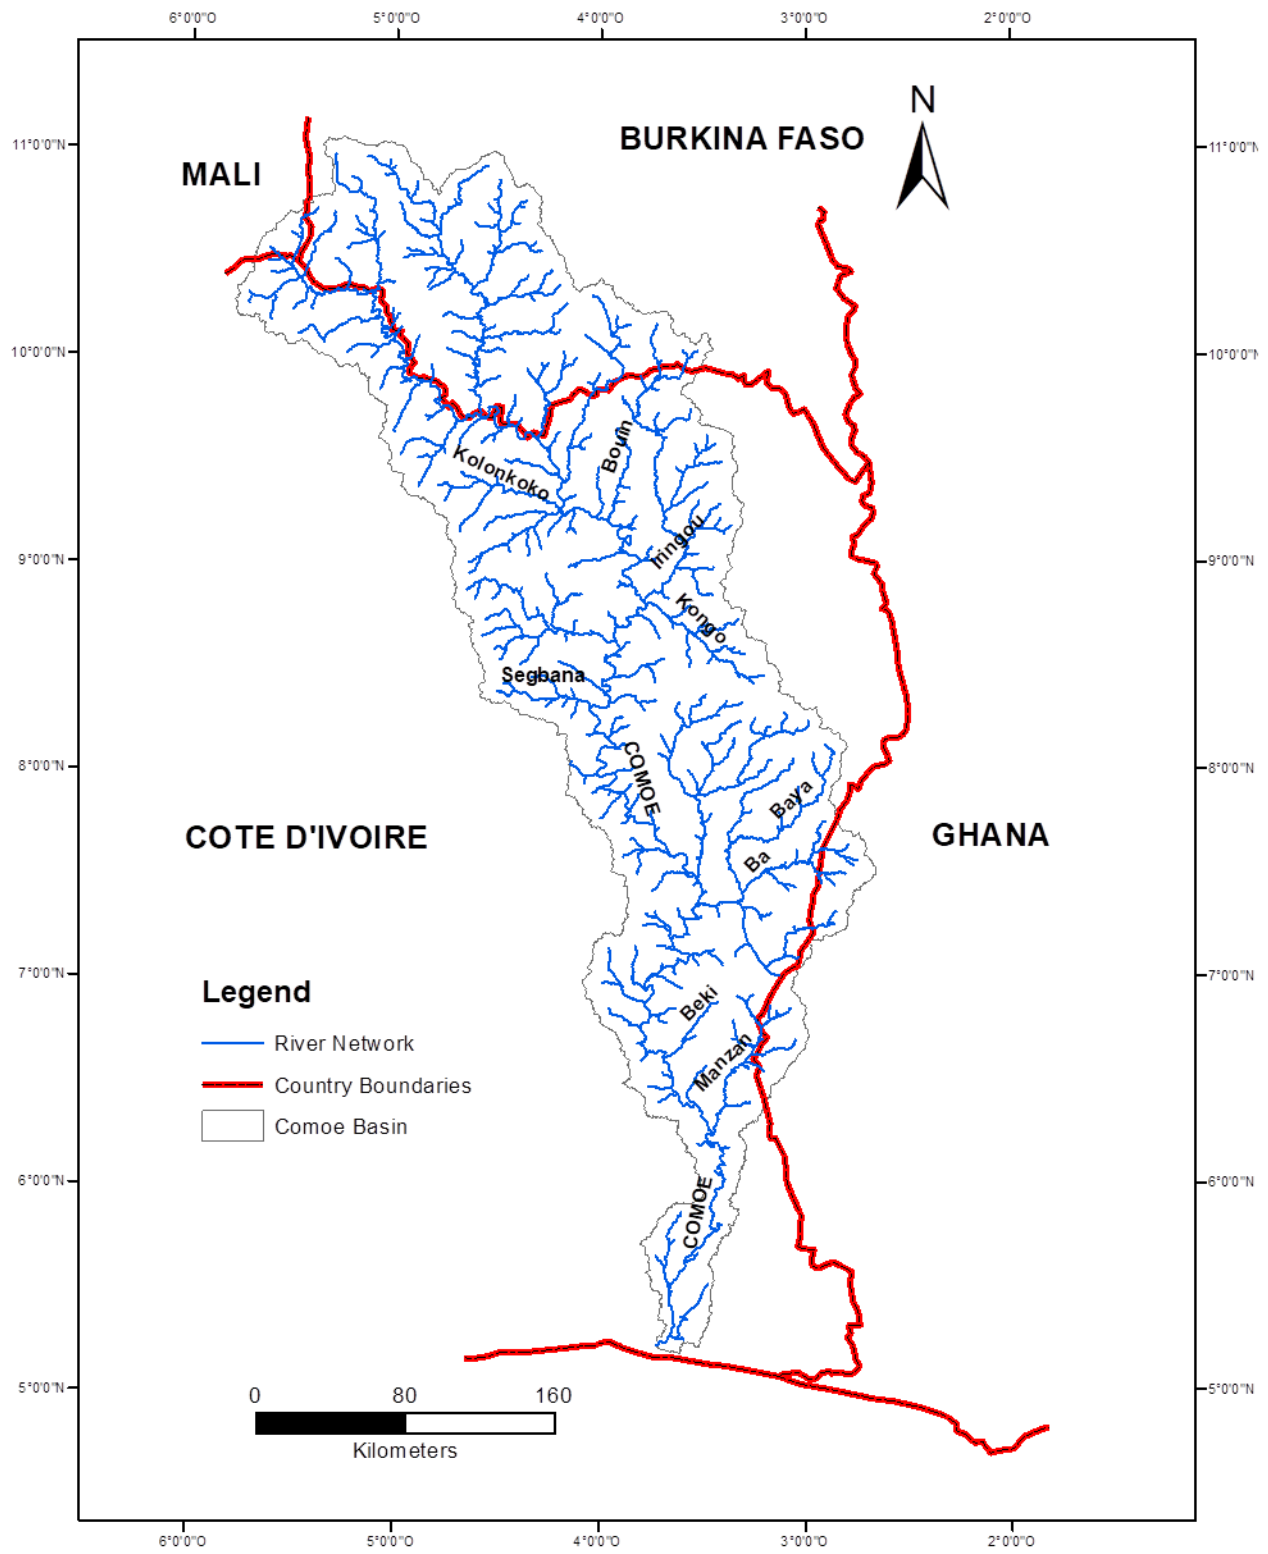 6°0'0"O 5°0'0"O 4°0'0"O 3°0'0"O 2°0'0"O
N
BURKINA FASO
11°0'0"N 11°0'0"N
MALI
10°0'0"N 10°0'0"N
Bouin
Kolonkoko
Iringou
9°0'0"N 9°0'0"N
Kongo
Segbana
COMOE
8°0'0"N 8°0'0"N
Baya
COTE D'IVOIRE
GHANA
Ba
7°0'0"N 7°0'0"N
Legend
Beki
River Network
Manzan
Country Boundaries
Comoe Basin
6°0'0"N 6°0'0"N
COMOE
5°0'0"N 5°0'0"N
0 80 160
Kilometers
6°0'0"O 5°0'0"O 4°0'0"O 3°0'0"O 2°0'0"O